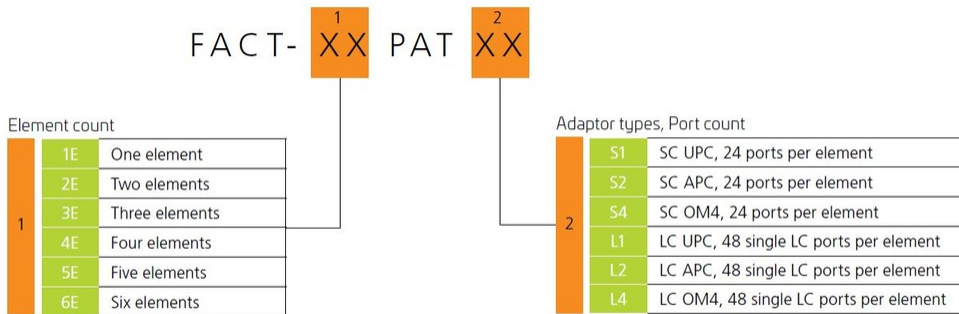 1 2
FACT- XX PAT XX
Element count
1
1E One element
2E Two elements
3E Three elements
4E Four elements
5E Five elements
6E Six elements
Adaptor types, Port count
2
S1 SC UPC, 24 ports per element
S2 SC APC, 24 ports per element
S4 SC OM4, 24 ports per element
L1 LC UPC, 48 single LC ports per element
L2 LC APC, 48 single LC ports per element
L4 LC OM4, 48 single LC ports per element